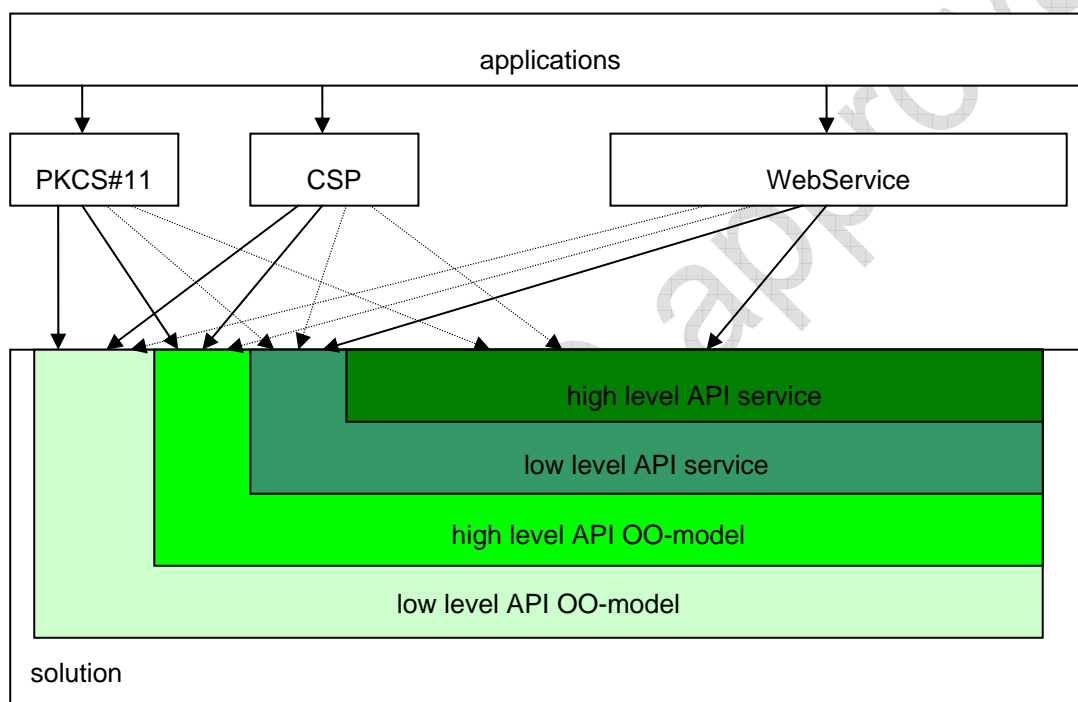 applications
PKCS#11
CSP
WebService
high level API service
low level API service
high level API OO-model
low level API OO-model
solution